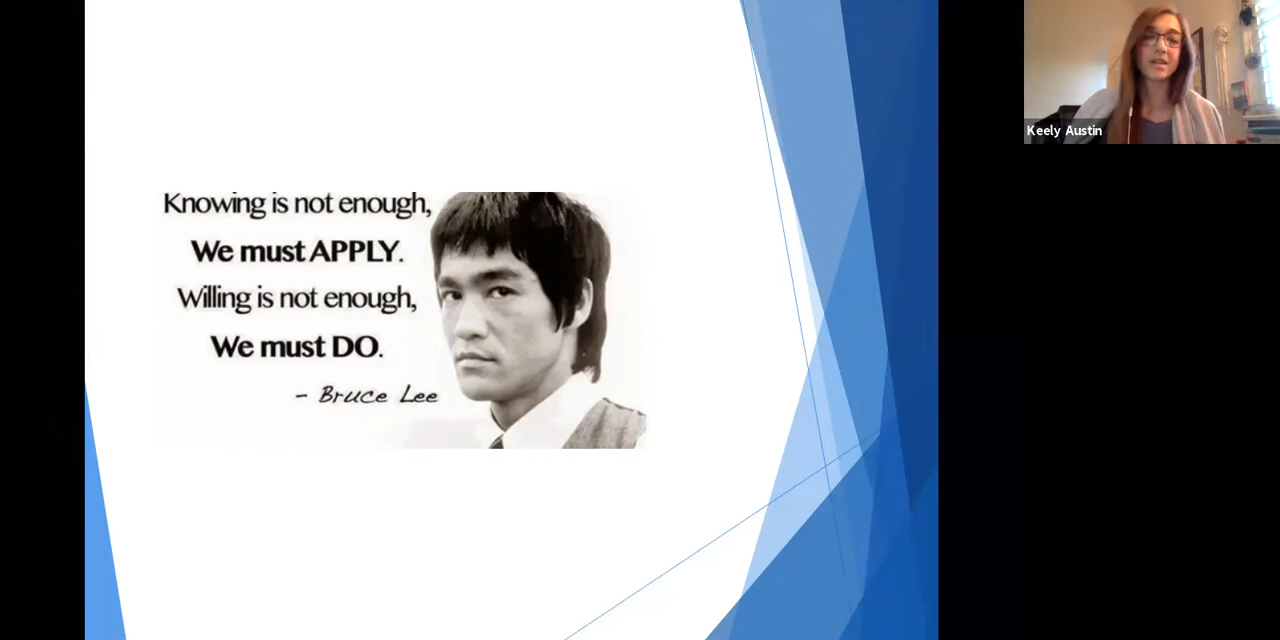 Knowing is not enough,
We must APPLY.
Willing is not enough,
We must DO.
- Bruce Lee
Keely Austin